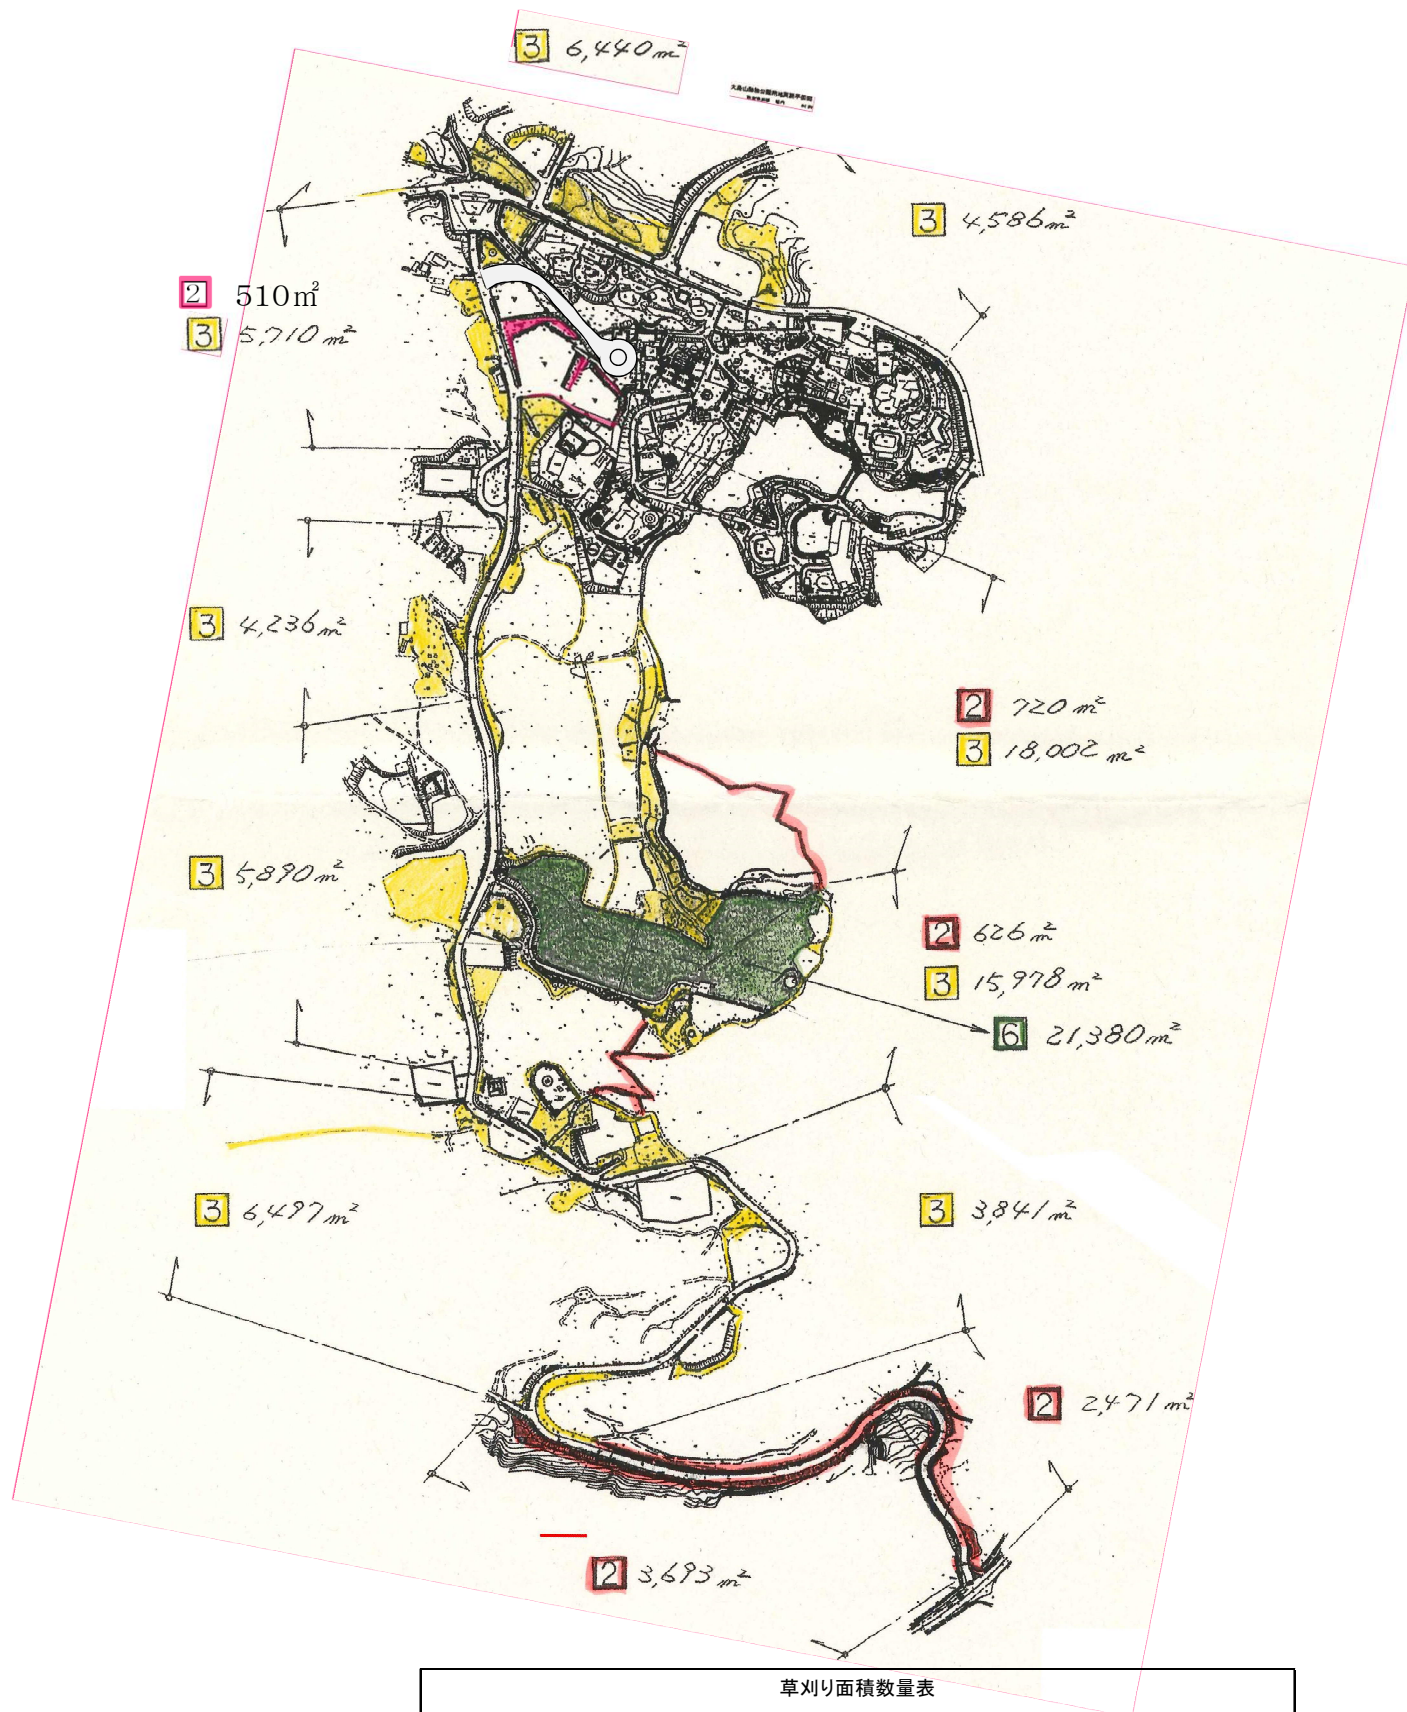 3 6,440m²
3 4,586m²
2 510㎡
3 5,710m²
3 4,236m²
2 720m²
3 18,002m²
3 5,890m²
2 626m²
3 15,978m²
6 21,380m²
3 6,497m²
3 3,841m²
2 2,471m²
2 3,693m²
草刈り面積数量表